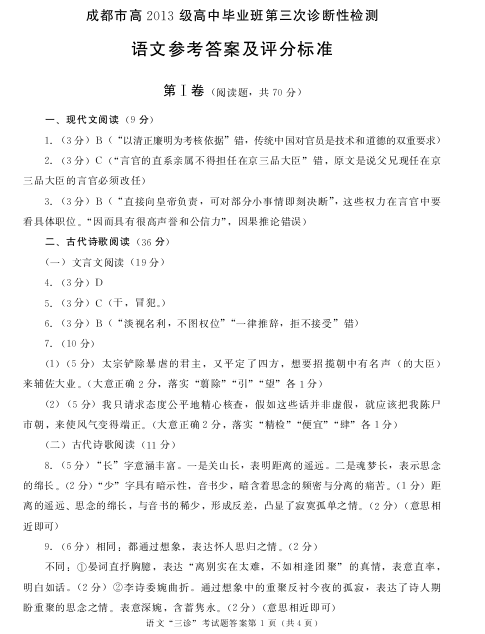 成都市高 2013 级高中毕业班第三次诊断性检测
语文参考答案及评分标准
第Ⅰ卷（阅读题，共 70 分）
一、现代文阅读（9 分）
1.（3 分）B（“以清正廉明为考核依据”错，传统中国对官员是技术和道德的双重要求）
2.（3 分）C（“言官的直系亲属不得担任在京三品大臣”错，原文是说父兄现任在京
三品大臣的言官必须改任）
3.（3 分）B（“直接向皇帝负责，可对部分小事情即刻决断”，这些权力在言官中要
看具体职位。“因而具有很高声誉和公信力”，因果推论错误）
二、古代诗歌阅读（36 分）
（一）文言文阅读（19 分）
4.（3 分）D
5.（3 分）C（干，冒犯。）
6.（3 分）B（“淡视名利，不图权位”“一律推辞，拒不接受”错）
7.（10 分）
(1)（5 分）太宗铲除暴虐的君主，又平定了四方，想要招揽朝中有名声（的大臣）
来辅佐大业。（大意正确 2 分，落实“翦除”“引”“望”各 1 分）
(2)（5 分）我只请求态度公平地精心核查，假如这些话并非虚假，就应该把我陈尸
市朝，来使风气变得端正。（大意正确 2 分，落实“精检”“便宜”“肆”各 1 分）
（二）古代诗歌阅读（11 分）
8.（5 分）“长”字意涵丰富。一是关山长，表明距离的遥远。二是魂梦长，表示思念
的绵长。（2 分）“少”字具有暗示性，音书少，暗含着思念的频密与分离的痛苦。（1 分）距
离的遥远、思念的绵长，与音书的稀少，形成反差，凸显了寂寞孤单之情。（2 分）（意思相
近即可）
9.（6 分）相同：都通过想象，表达怀人思归之情。（2 分）
不同：①晏词直抒胸臆，表达“离别实在太难，不如相逢团聚”的真情，表意直率，
明白如话。（2 分）②李诗委婉曲折。通过想象中的重聚反衬今夜的孤寂，表达了诗人期
盼重聚的思念之情。表意深婉，含蓄隽永。（2 分）（意思相近即可）
语文“三诊”考试题答案第 1 页（共 4 页）